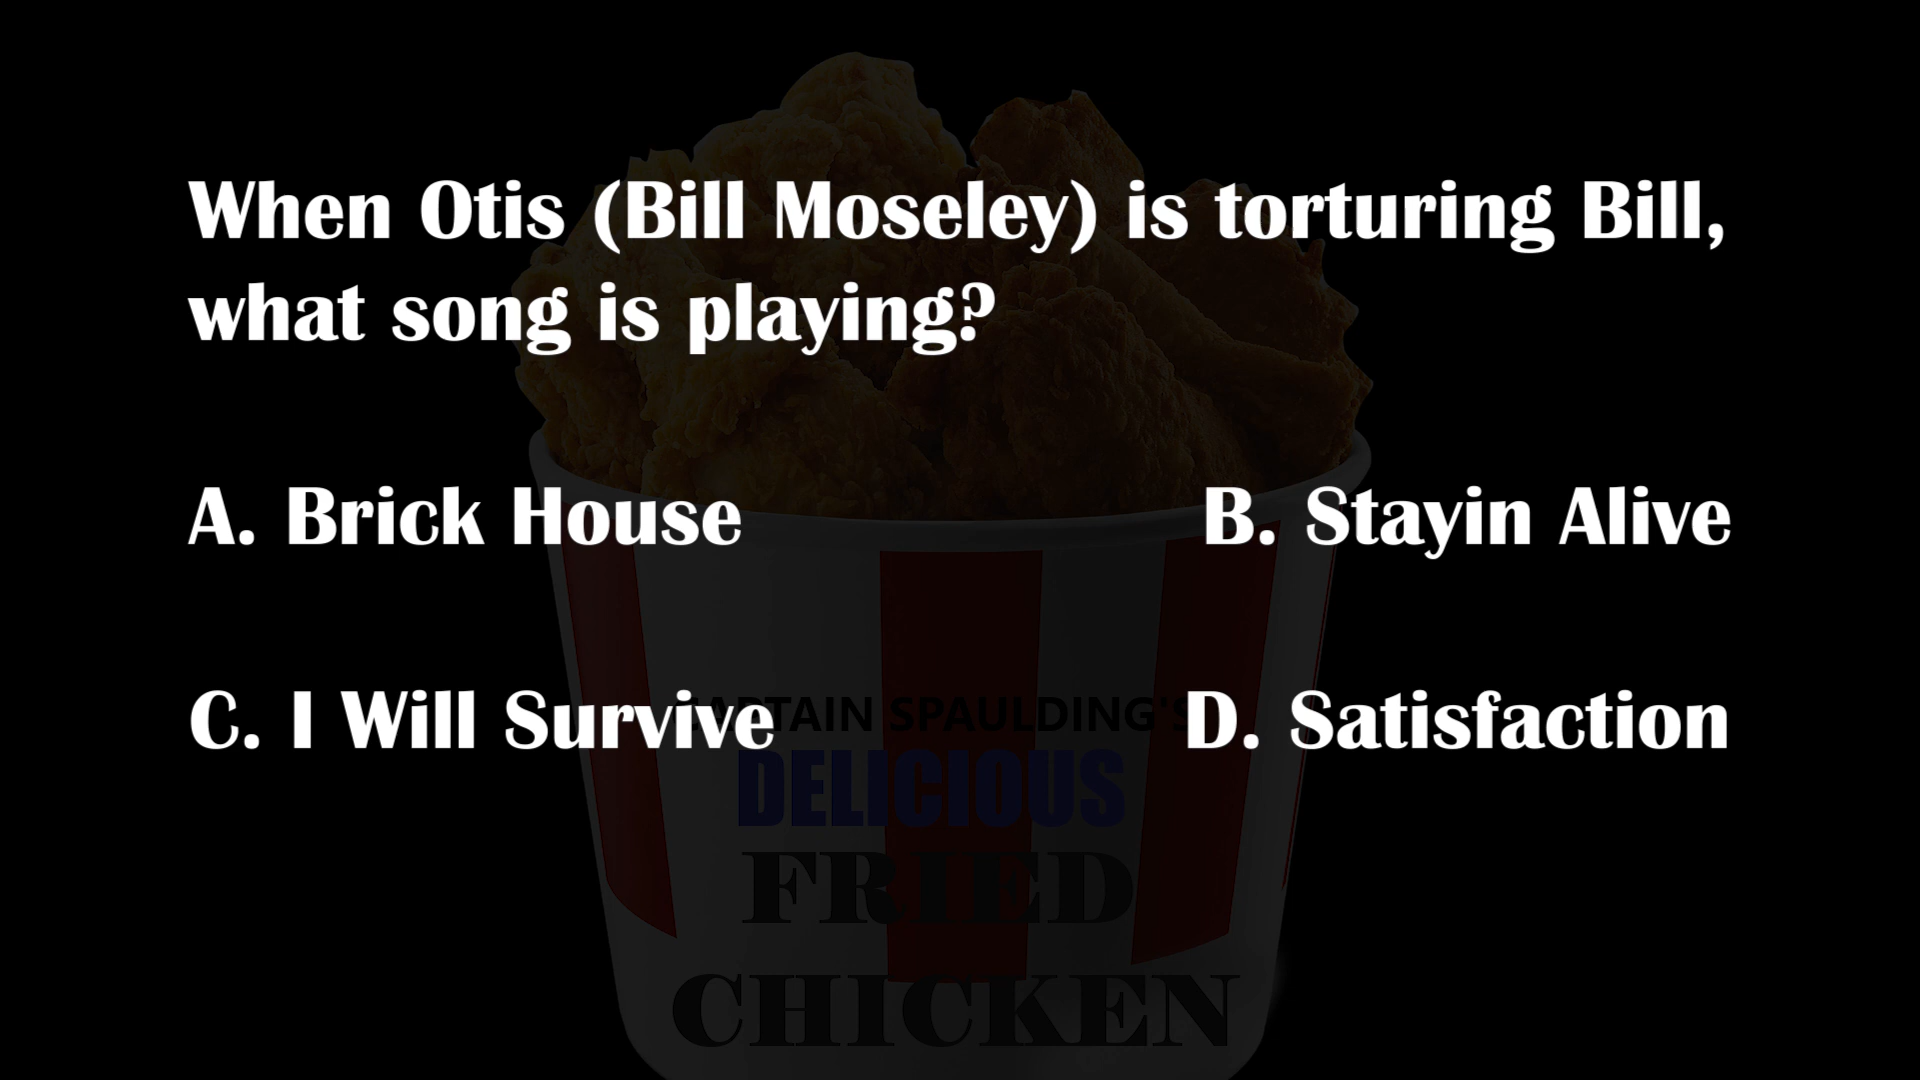 When Otis (Bill Moseley) is torturing Bill,
what song is playing?
A. Brick House
B. Stayin Alive
C. I Will Survive
D. Satisfaction
CAPTAIN SPAULDING'S
DELICIOUS
FRIED
CHICKEN